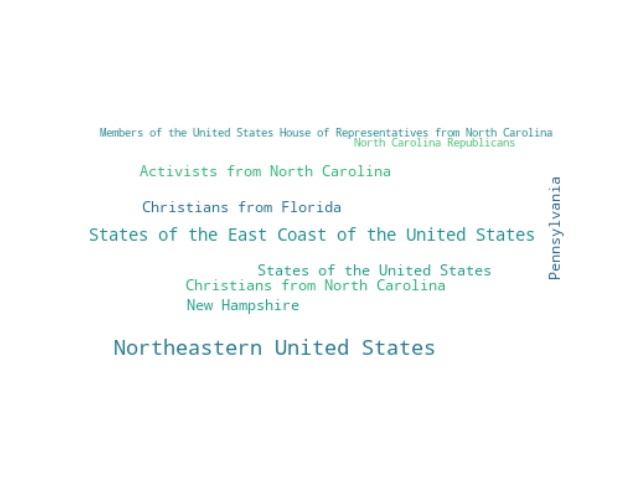 Members of the United States House of Representatives from North Carolina
North Carolina Republicans
Activists from North Carolina
Pennsylvania
Christians from Florida
States of the East Coast of the United States
States of the United States
Christians from North Carolina
New Hampshire
Northeastern United States